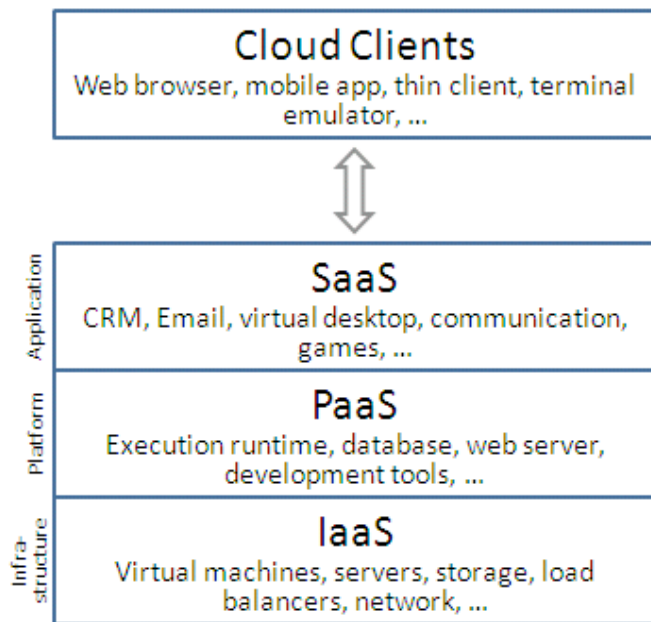 Cloud Clients
Web browser, mobile app, thin client, terminal
emulator, ...
Application
SaaS
CRM, Email, virtual desktop, communication,
games, ...
Platform
PaaS
Execution runtime, database, web server,
development tools, ...
Infra-
structure
IaaS
Virtual machines, servers, storage, load
balancers, network, ...